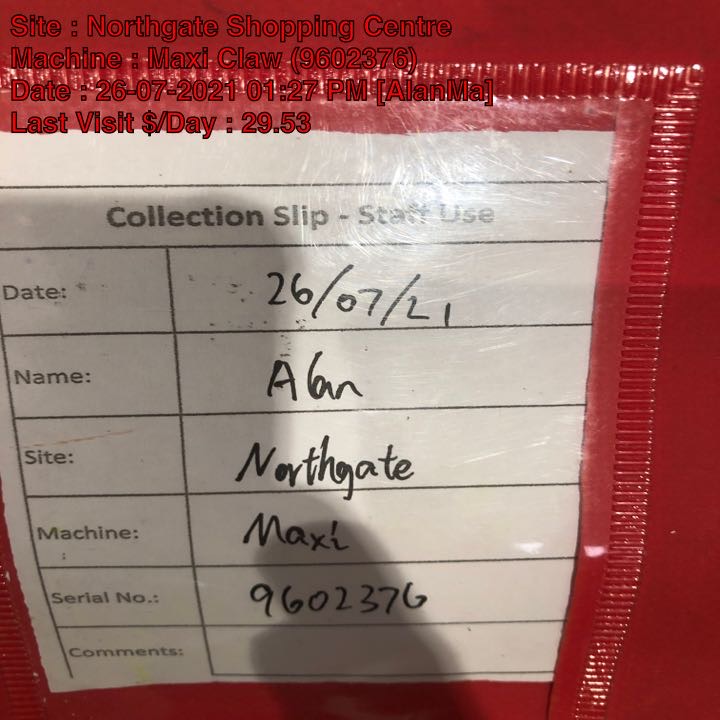 Site : Northgate Shopping Centre
Machine : Maxi Claw (9602376)
Date : 26-07-2021 01:27 PM [AlanMa]
Last Visit $/Day : 29.53
Collection Slip - Staff Use
Date: 26/07/21
Name: Alan
Site: Northgate
Machine: Maxi
Serial No.: 9602376
Comments: